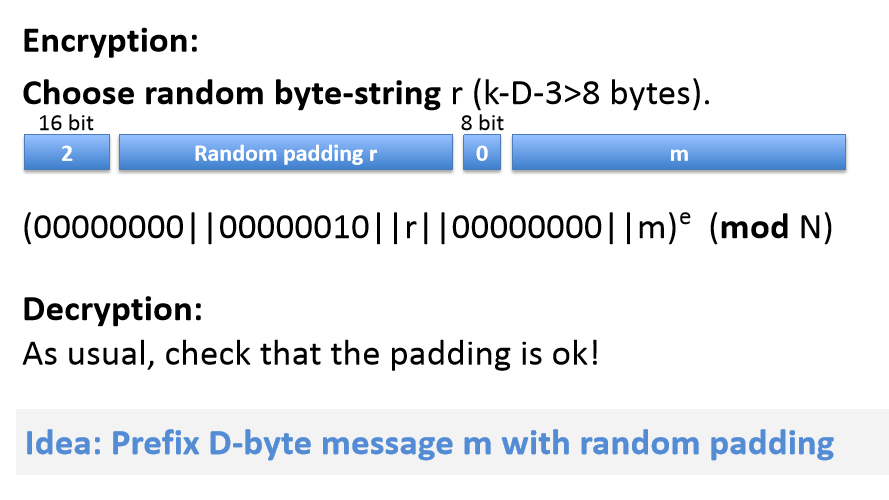 Encryption:
Choose random byte-string r (k-D-3>8 bytes).
16 bit 8 bit
2 Random padding r 0 m
(00000000||00000010||r||00000000||m)ᵉ (mod N)
Decryption:
As usual, check that the padding is ok!
Idea: Prefix D-byte message m with random padding